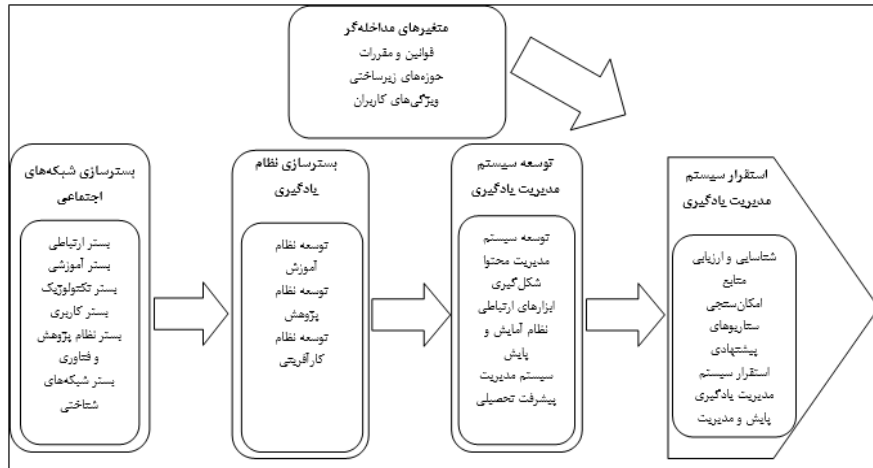 متغیرهای مداخله‌گر
قوانین و مقررات
حوزه‌های زیرساختی
ویژگی‌های کاربران
بسترسازی شبکه‌های
اجتماعی
بستر ارتباطی
بستر آموزشی
بستر تکنولوژیک
بستر کاربری
بستر نظام پژوهش
و فناوری
بستر شبکه‌های
شناختی
بسترسازی نظام
یادگیری
توسعه نظام
آموزش
توسعه نظام
پژوهش
توسعه نظام
کارآفرینی
توسعه سیستم
مدیریت یادگیری
توسعه سیستم
مدیریت محتوا
شکل‌گیری
ابزارهای ارتباطی
نظام آمایش و
پایش
سیستم مدیریت
پیشرفت تحصیلی
استقرار سیستم
مدیریت یادگیری
شناسایی و ارزیابی
منابع
امکان‌سنجی
سناریوهای
پیشنهادی
استقرار سیستم
مدیریت یادگیری
پایش و مدیریت